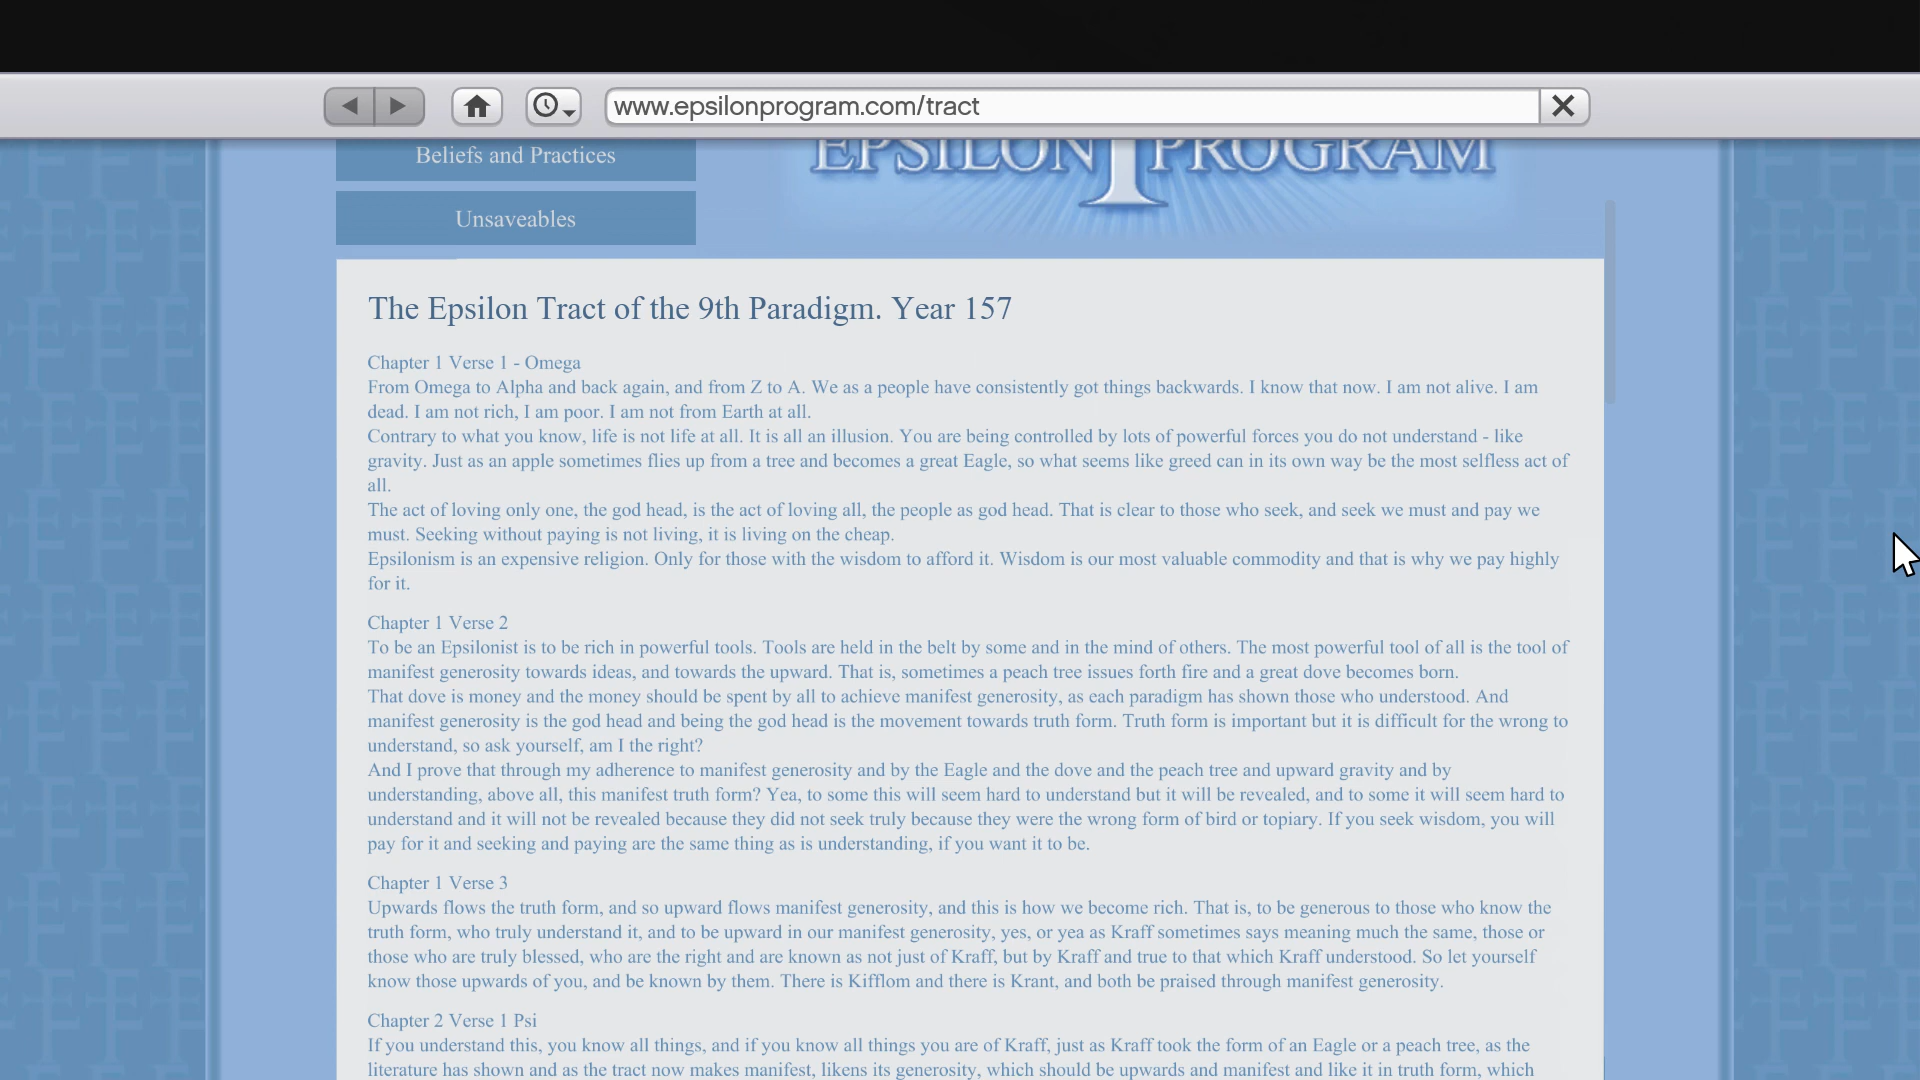 www.epsilonprogram.com/tract
Beliefs and Practices
EPSILON PROGRAM
Unsaveables
The Epsilon Tract of the 9th Paradigm. Year 157
Chapter 1 Verse 1 - Omega
From Omega to Alpha and back again, and from Z to A. We as a people have consistently got things backwards. I know that now. I am not alive. I am
dead. I am not rich, I am poor. I am not from Earth at all.
Contrary to what you know, life is not life at all. It is all an illusion. You are being controlled by lots of powerful forces you do not understand - like
gravity. Just as an apple sometimes flies up from a tree and becomes a great Eagle, so what seems like greed can in its own way be the most selfless act of
all.
The act of loving only one, the god head, is the act of loving all, the people as god head. That is clear to those who seek, and seek we must and pay we
must. Seeking without paying is not living, it is living on the cheap.
Epsilonism is an expensive religion. Only for those with the wisdom to afford it. Wisdom is our most valuable commodity and that is why we pay highly
for it.
Chapter 1 Verse 2
To be an Epsilonist is to be rich in powerful tools. Tools are held in the belt by some and in the mind of others. The most powerful tool of all is the tool of
manifest generosity towards ideas, and towards the upward. That is, sometimes a peach tree issues forth fire and a great dove becomes born.
That dove is money and the money should be spent by all to achieve manifest generosity, as each paradigm has shown those who understood. And
manifest generosity is the god head and being the god head is the movement towards truth form. Truth form is important but it is difficult for the wrong to
understand, so ask yourself, am I the right?
And I prove that through my adherence to manifest generosity and by the Eagle and the dove and the peach tree and upward gravity and by
understanding, above all, this manifest truth form? Yea, to some this will seem hard to understand but it will be revealed, and to some it will seem hard to
understand and it will not be revealed because they did not seek truly because they were the wrong form of bird or topiary. If you seek wisdom, you will
pay for it and seeking and paying are the same thing as is understanding, if you want it to be.
Chapter 1 Verse 3
Upwards flows the truth form, and so upward flows manifest generosity, and this is how we become rich. That is, to be generous to those who know the
truth form, who truly understand it, and to be upward in our manifest generosity, yes, or yea as Kraff sometimes says meaning much the same, those or
those who are truly blessed, who are the right and are known as not just of Kraff, but by Kraff and true to that which Kraff understood. So let yourself
know those upwards of you, and be known by them. There is Kifflom and there is Krant, and both be praised through manifest generosity.
Chapter 2 Verse 1 Psi
If you understand this, you know all things, and if you know all things you are of Kraff, just as Kraff took the form of an Eagle or a peach tree, as the
literature has shown and as the tract now makes manifest, likens its generosity, which should be upwards and manifest and like it in truth form, which